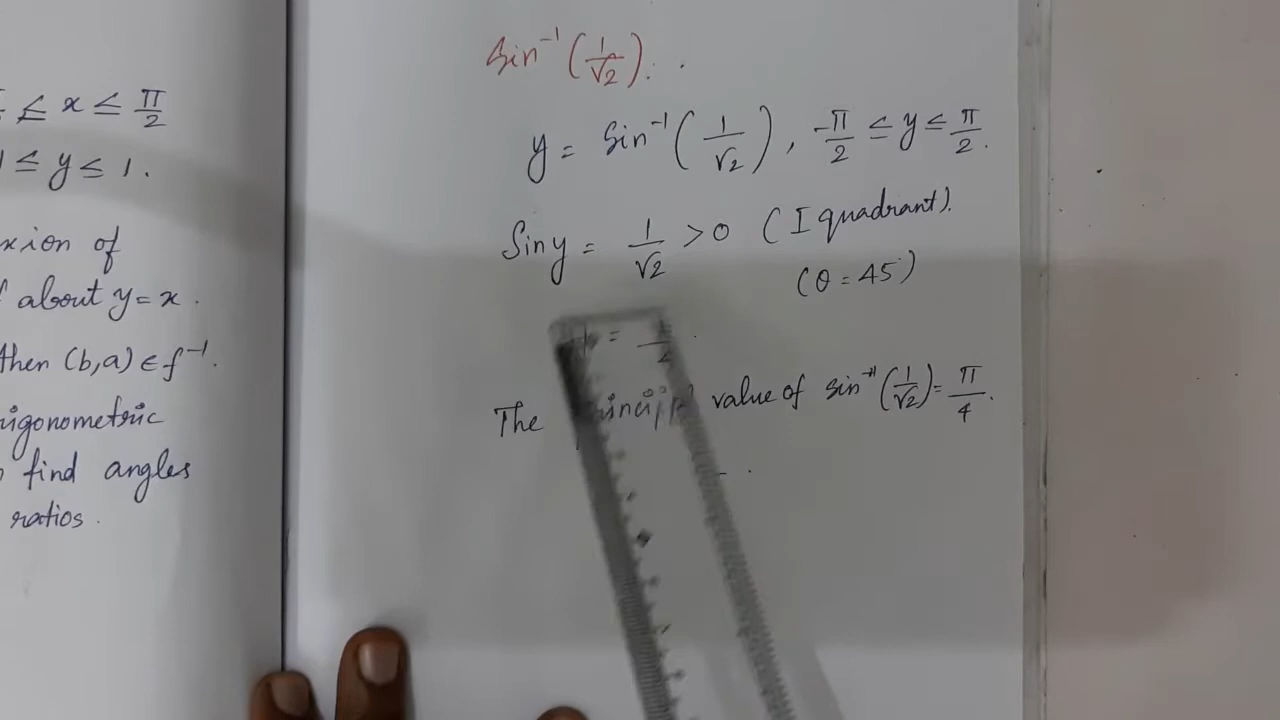 ≤ x ≤ π/2
≤ y ≤ 1.
xion of
about y = x.
then (b,a) ∈ f⁻¹.
rigonometric
find angles
ratios.
Sin⁻¹(1/√2).
y = Sin⁻¹(1/√2), -π/2 ≤ y ≤ π/2.
Sin y = 1/√2 > 0 (I quadrant).
(θ = 45°)
The value of sin⁻¹(1/√2) = π/4.